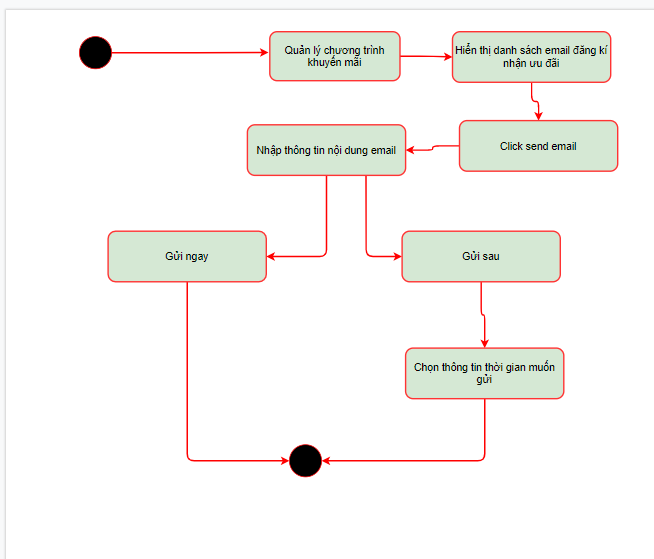 Quản lý chương trình
khuyến mãi
Hiển thị danh sách email đăng kí
nhận ưu đãi
Nhập thông tin nội dung email
Click send email
Gửi ngay
Gửi sau
Chọn thông tin thời gian muốn
gửi